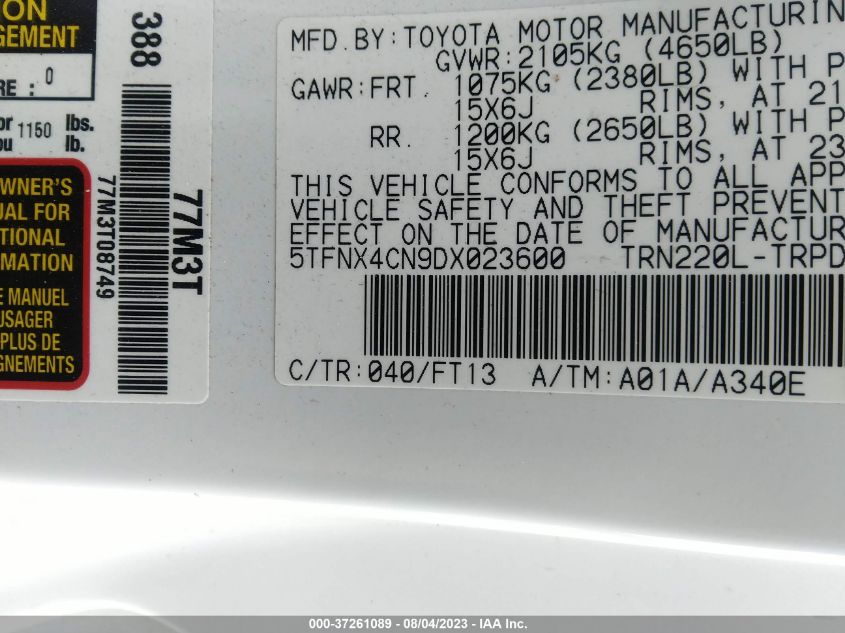 ON
GEMENT
RE : 0
or 1150 lbs.
ou lb.
WNER'S
UAL FOR
TIONAL
MATION
E MANUEL
USAGER
PLUS DE
GNEMENTS
388
77M3T
77M3T08749
MFD.BY:TOYOTA MOTOR MANUFACTURIN
GVWR:2105KG (4650LB)
GAWR:FRT. 1075KG (2380LB) WITH P
15X6J RIMS, AT 21
RR. 1200KG (2650LB) WITH P
15X6J RIMS, AT 23
THIS VEHICLE CONFORMS TO ALL APP
VEHICLE SAFETY AND THEFT PREVENT
EFFECT ON THE DATE OF MANUFACTUR
5TFNX4CN9DX023600 TRN220L-TRPD
C/TR:040/FT13 A/TM:A01A/A340E
000-37261089 - 08/04/2023 - IAA Inc.